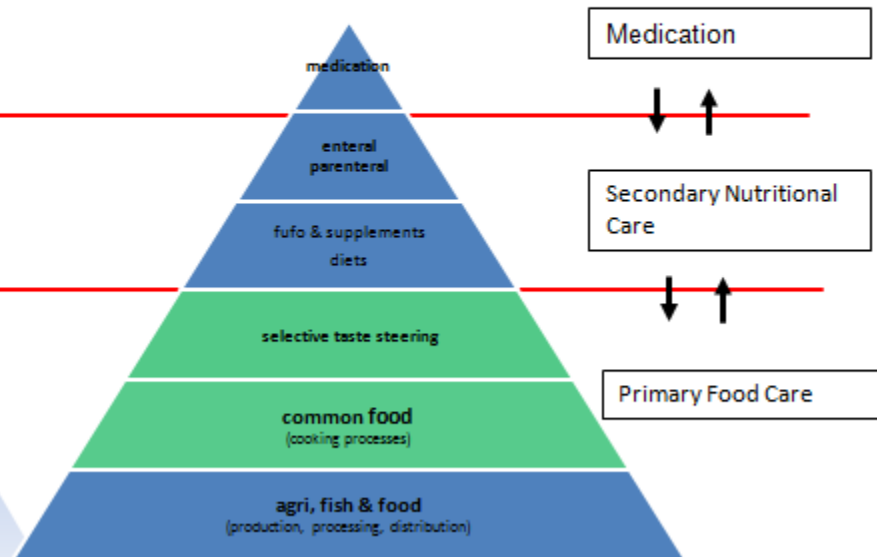 medication
enteral
parenteral
fufo & supplements
diets
selective taste steering
common food
(cooking processes)
agri, fish & food
(production, processing, distribution)
Medication
Secondary Nutritional
Care
Primary Food Care